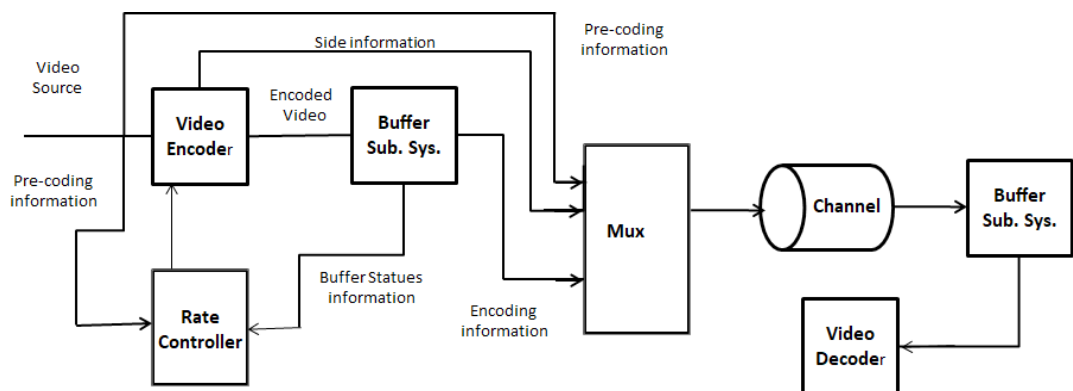 Pre-coding
information
Side information
Video
Source
Encoded
Video
Video
Encoder
Buffer
Sub. Sys.
Pre-coding
information
Mux
Channel
Buffer
Sub. Sys.
Buffer Statues
information
Rate
Controller
Encoding
information
Video
Decoder